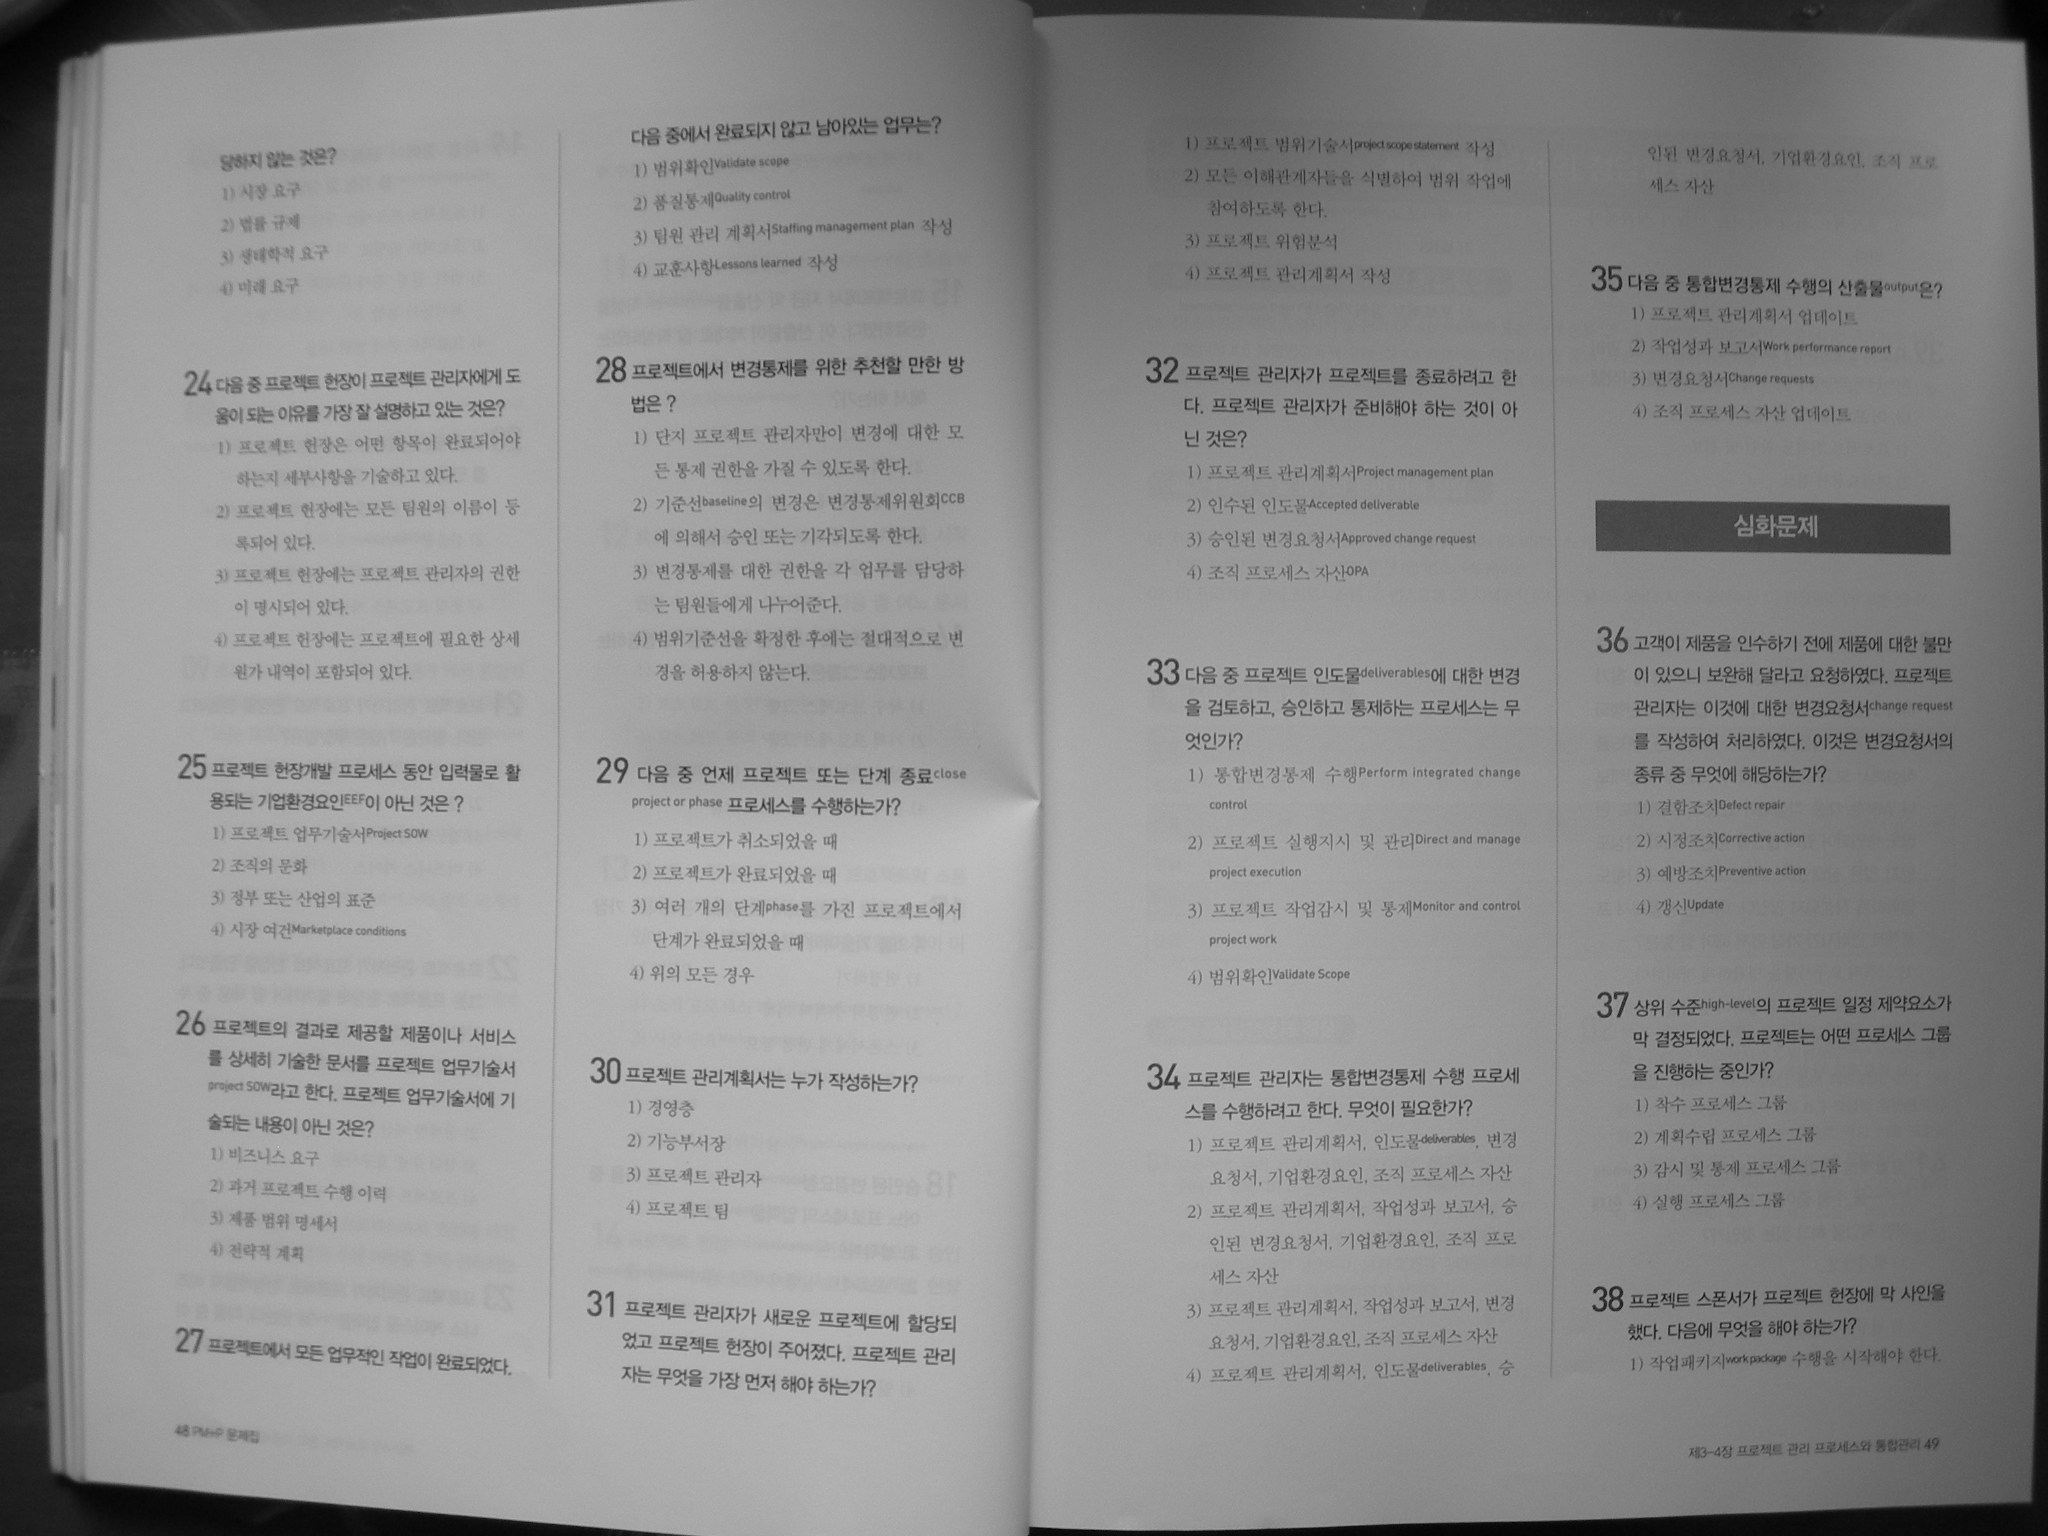 당하지 않는 것은?
1) 시장 요구
2) 법률 규제
3) 생태학적 요구
4) 미래 요구
24 다음 중 프로젝트 헌장이 프로젝트 관리자에게 도
움이 되는 이유를 가장 잘 설명하고 있는 것은?
1) 프로젝트 헌장은 어떤 항목이 완료되어야
하는지 세부사항을 기술하고 있다.
2) 프로젝트 헌장에는 모든 팀원의 이름이 등
록되어 있다.
3) 프로젝트 헌장에는 프로젝트 관리자의 권한
이 명시되어 있다.
4) 프로젝트 헌장에는 프로젝트에 필요한 상세
원가 내역이 포함되어 있다.
25 프로젝트 헌장개발 프로세스 동안 입력물로 활
용되는 기업환경요인EEF이 아닌 것은 ?
1) 프로젝트 업무기술서Project SOW
2) 조직의 문화
3) 정부 또는 산업의 표준
4) 시장 여건Marketplace conditions
26 프로젝트의 결과로 제공할 제품이나 서비스
를 상세히 기술한 문서를 프로젝트 업무기술서
project SOW라고 한다. 프로젝트 업무기술서에 기
술되는 내용이 아닌 것은?
1) 비즈니스 요구
2) 과거 프로젝트 수행 이력
3) 제품 범위 명세서
4) 전략적 계획
27 프로젝트에서 모든 업무적인 작업이 완료되었다.
48 PM+P 문제집
다음 중에서 완료되지 않고 남아있는 업무는?
1) 범위확인Validate scope
2) 품질통제Quality control
3) 팀원 관리 계획서Staffing management plan 작성
4) 교훈사항Lessons learned 작성
28 프로젝트에서 변경통제를 위한 추천할 만한 방
법은 ?
1) 단지 프로젝트 관리자만이 변경에 대한 모
든 통제 권한을 가질 수 있도록 한다.
2) 기준선baseline의 변경은 변경통제위원회CCB
에 의해서 승인 또는 기각되도록 한다.
3) 변경통제를 대한 권한을 각 업무를 담당하
는 팀원들에게 나누어준다.
4) 범위기준선을 확정한 후에는 절대적으로 변
경을 허용하지 않는다.
29 다음 중 언제 프로젝트 또는 단계 종료close
project or phase 프로세스를 수행하는가?
1) 프로젝트가 취소되었을 때
2) 프로젝트가 완료되었을 때
3) 여러 개의 단계phase를 가진 프로젝트에서
단계가 완료되었을 때
4) 위의 모든 경우
30 프로젝트 관리계획서는 누가 작성하는가?
1) 경영층
2) 기능부서장
3) 프로젝트 관리자
4) 프로젝트 팀
31 프로젝트 관리자가 새로운 프로젝트에 할당되
었고 프로젝트 헌장이 주어졌다. 프로젝트 관리
자는 무엇을 가장 먼저 해야 하는가?
1) 프로젝트 범위기술서project scope statement 작성
2) 모든 이해관계자들을 식별하여 범위 작업에
참여하도록 한다.
3) 프로젝트 위험분석
4) 프로젝트 관리계획서 작성
32 프로젝트 관리자가 프로젝트를 종료하려고 한
다. 프로젝트 관리자가 준비해야 하는 것이 아
닌 것은?
1) 프로젝트 관리계획서Project management plan
2) 인수된 인도물Accepted deliverable
3) 승인된 변경요청서Approved change request
4) 조직 프로세스 자산OPA
33 다음 중 프로젝트 인도물deliverables에 대한 변경
을 검토하고, 승인하고 통제하는 프로세스는 무
엇인가?
1) 통합변경통제 수행Perform integrated change
control
2) 프로젝트 실행지시 및 관리Direct and manage
project execution
3) 프로젝트 작업감시 및 통제Monitor and control
project work
4) 범위확인Validate Scope
34 프로젝트 관리자는 통합변경통제 수행 프로세
스를 수행하려고 한다. 무엇이 필요한가?
1) 프로젝트 관리계획서, 인도물deliverables, 변경
요청서, 기업환경요인, 조직 프로세스 자산
2) 프로젝트 관리계획서, 작업성과 보고서, 승
인된 변경요청서, 기업환경요인, 조직 프로
세스 자산
3) 프로젝트 관리계획서, 작업성과 보고서, 변경
요청서, 기업환경요인, 조직 프로세스 자산
4) 프로젝트 관리계획서, 인도물deliverables, 승
인된 변경요청서, 기업환경요인, 조직 프로
세스 자산
35 다음 중 통합변경통제 수행의 산출물output은?
1) 프로젝트 관리계획서 업데이트
2) 작업성과 보고서Work performance report
3) 변경요청서Change requests
4) 조직 프로세스 자산 업데이트
심화문제
36 고객이 제품을 인수하기 전에 제품에 대한 불만
이 있으니 보완해 달라고 요청하였다. 프로젝트
관리자는 이것에 대한 변경요청서change request
를 작성하여 처리하였다. 이것은 변경요청서의
종류 중 무엇에 해당하는가?
1) 결함조치Defect repair
2) 시정조치Corrective action
3) 예방조치Preventive action
4) 갱신Update
37 상위 수준high-level의 프로젝트 일정 제약요소가
막 결정되었다. 프로젝트는 어떤 프로세스 그룹
을 진행하는 중인가?
1) 착수 프로세스 그룹
2) 계획수립 프로세스 그룹
3) 감시 및 통제 프로세스 그룹
4) 실행 프로세스 그룹
38 프로젝트 스폰서가 프로젝트 헌장에 막 사인을
했다. 다음에 무엇을 해야 하는가?
1) 작업패키지work package 수행을 시작해야 한다.
제3-4장 프로젝트 관리 프로세스와 통합관리 49